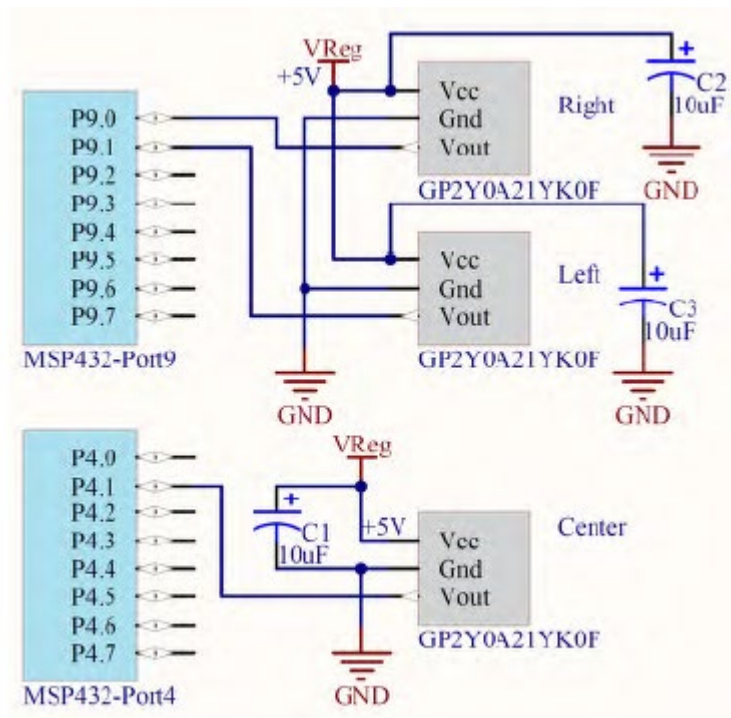 VReg
+5V
C2
10uF
GND
P9.0
P9.1
P9.2
P9.3
P9.4
P9.5
P9.6
P9.7
MSP432-Port9
Vcc
Gnd
Vout
Right
GP2Y0A21YK0F
Vcc
Gnd
Vout
Left
GP2Y0A21YK0F
C3
10uF
GND
GND
P4.0
P4.1
P4.2
P4.3
P4.4
P4.5
P4.6
P4.7
MSP432-Port4
VReg
C1
10uF
+5V
Vcc
Gnd
Vout
Center
GP2Y0A21YK0F
GND